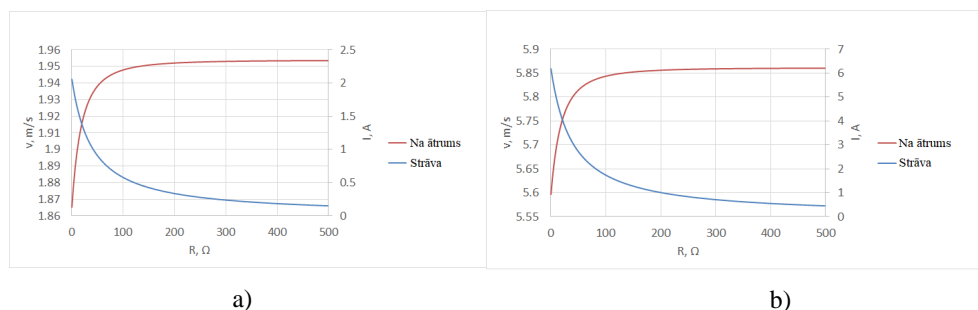 1.96
1.95
1.94
1.93
1.92
1.91
1.9
1.89
1.88
1.87
1.86
v, m/s
2.5
2
1.5
1
0.5
0
I, A
0 100 200 300 400 500
R, Ω
Na ātrums
Strāva
a)
5.9
5.85
5.8
5.75
5.7
5.65
5.6
5.55
v, m/s
7
6
5
4
3
2
1
0
I, A
0 100 200 300 400 500
R, Ω
Na ātrums
Strāva
b)